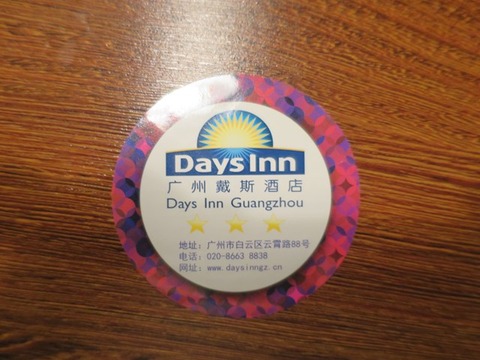 Days Inn
广州戴斯酒店
Days Inn Guangzhou
地址：广州市白云区云霄路88号
电话：020-8663 8838
网址：www.daysinngz.cn